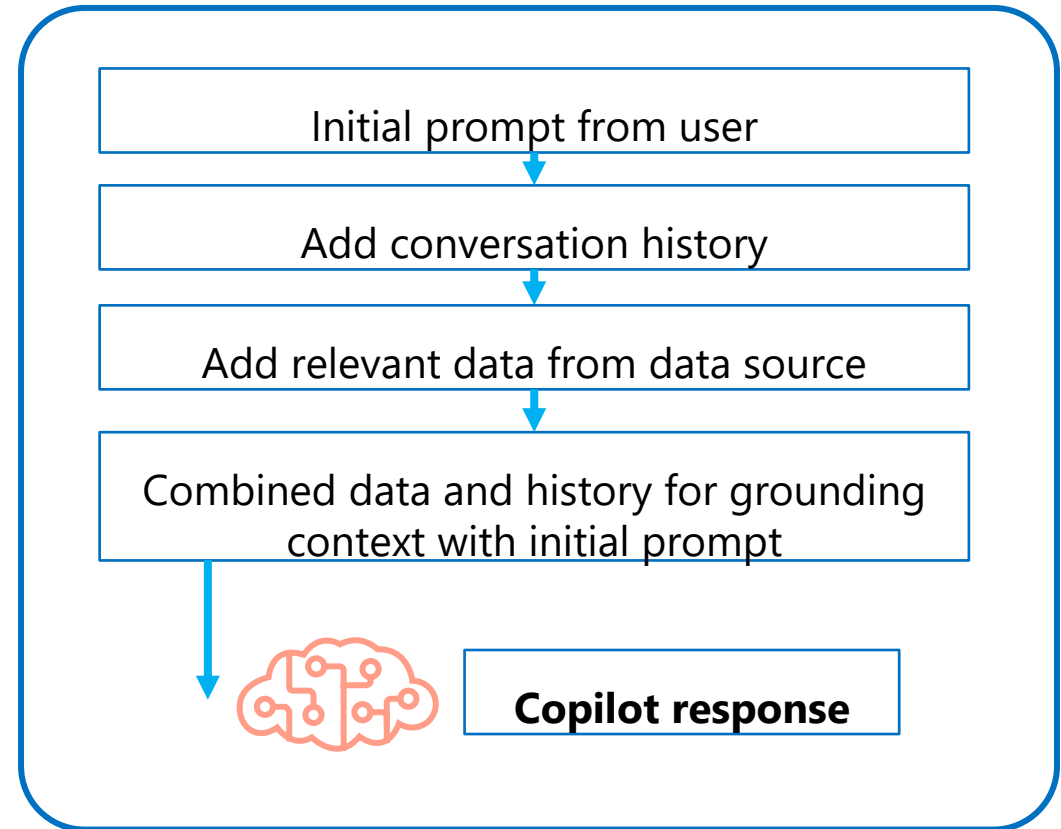 Initial prompt from user
Add conversation history
Add relevant data from data source
Combined data and history for grounding
context with initial prompt
Copilot response